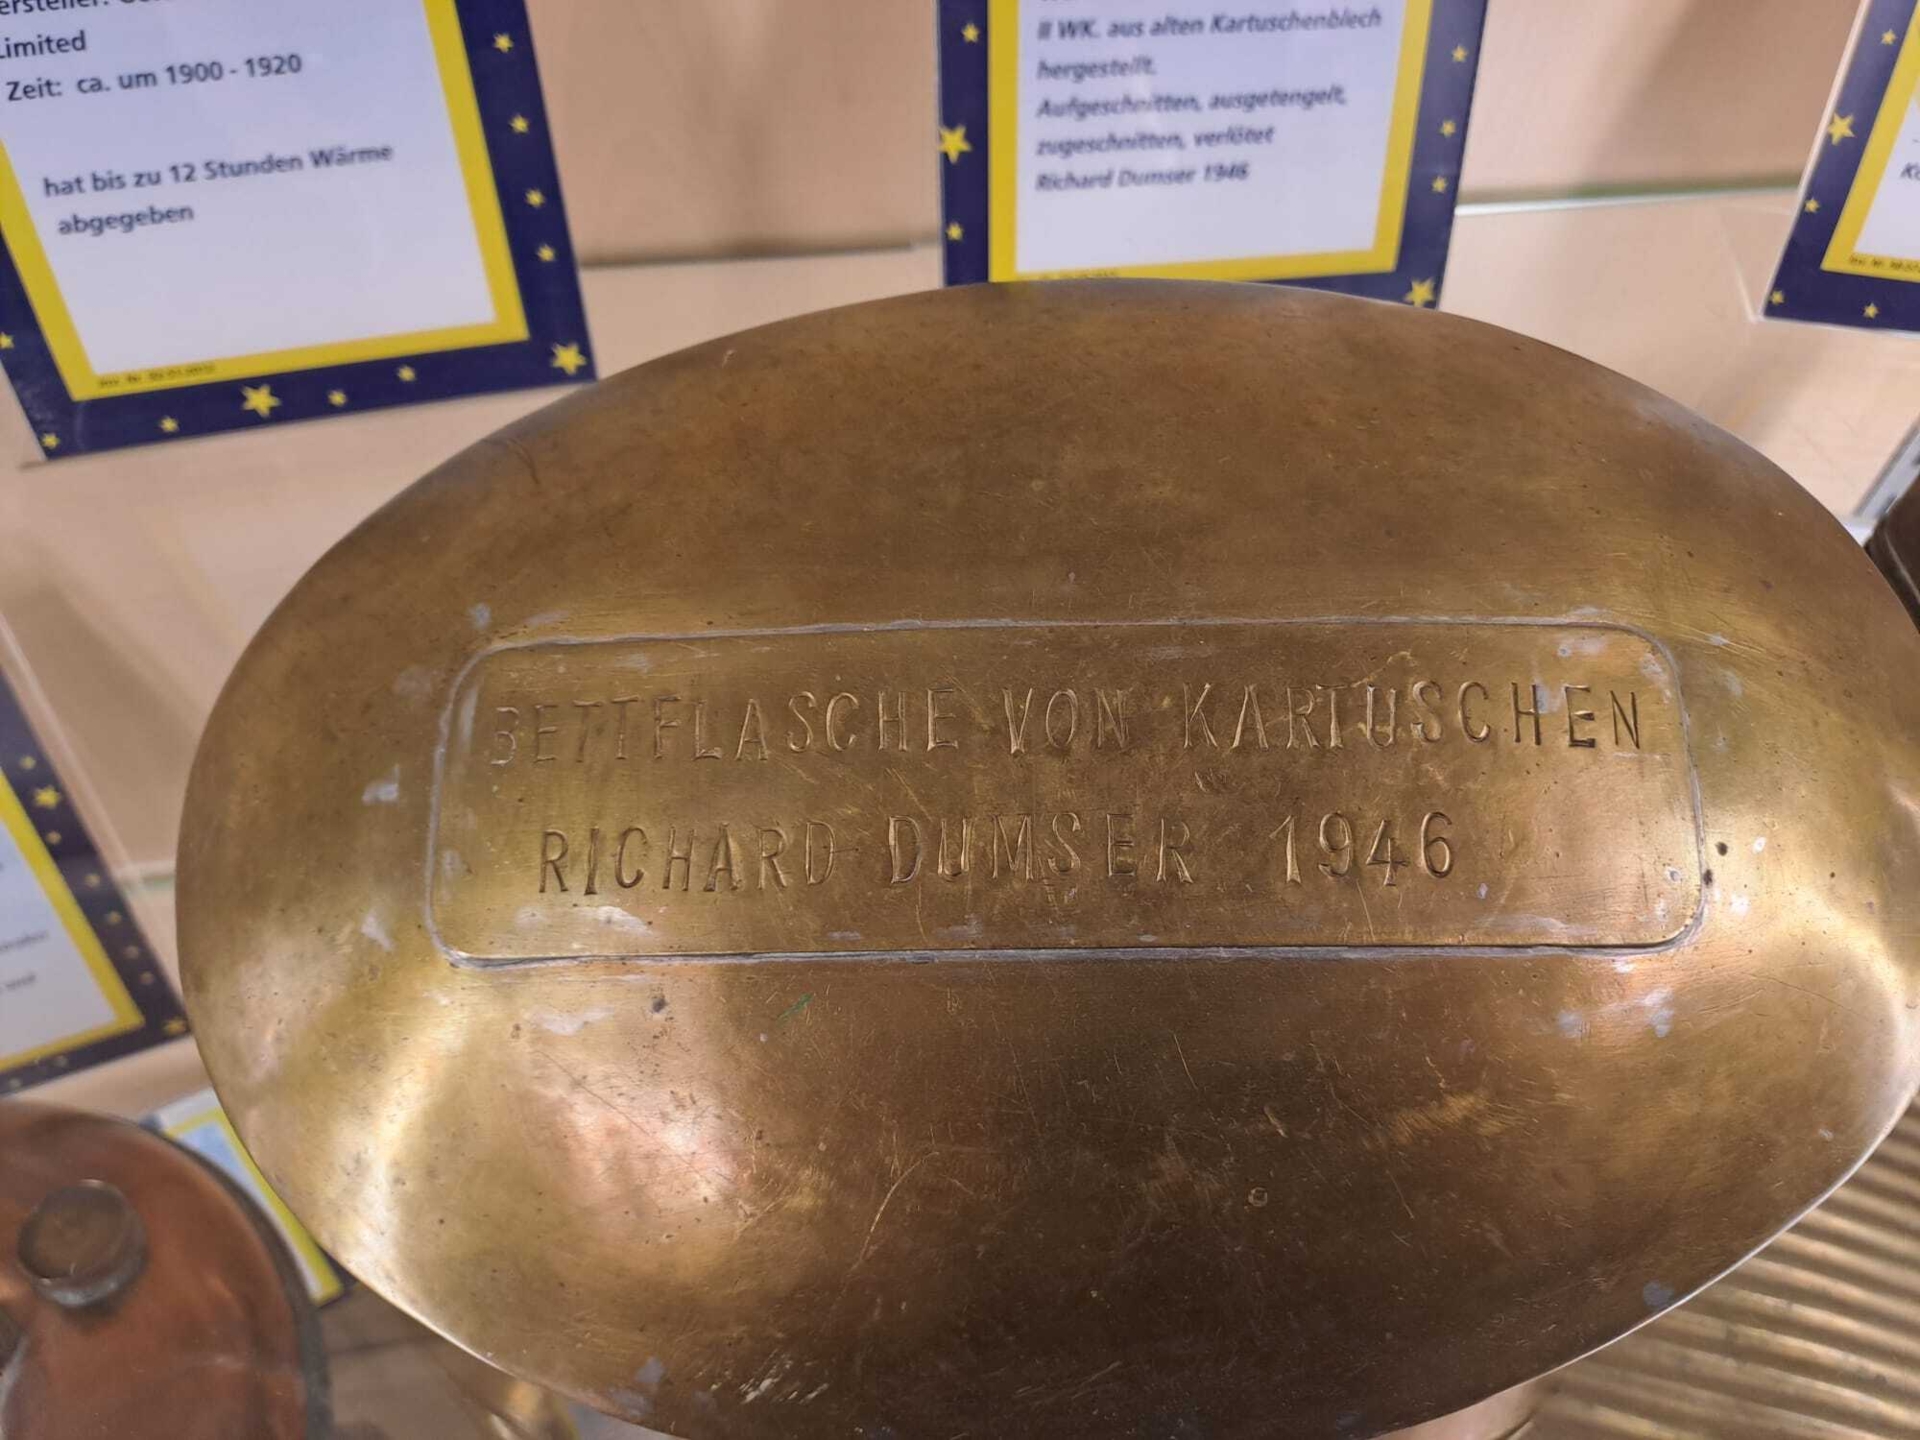 Limited
Zeit: ca. um 1900 - 1920
hat bis zu 12 Stunden Wärme
abgegeben
II WK. aus alten Kartuschenblech
hergestellt.
Aufgeschnitten, ausgetengelt,
zugeschnitten, verlötet
Richard Dumser 1946
BETTFLASCHE VON KARTUSCHEN
RICHARD DUMSER 1946